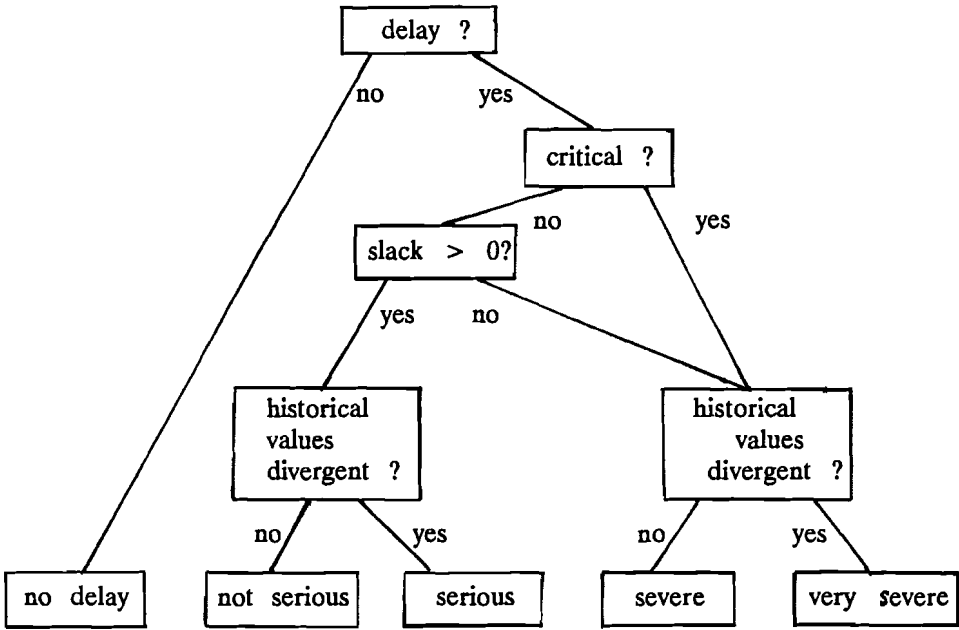 delay ?
no
yes
critical ?
no
yes
slack > 0?
yes
no
historical
values
divergent ?
historical
values
divergent ?
no
yes
no
yes
no delay
not serious
serious
severe
very severe